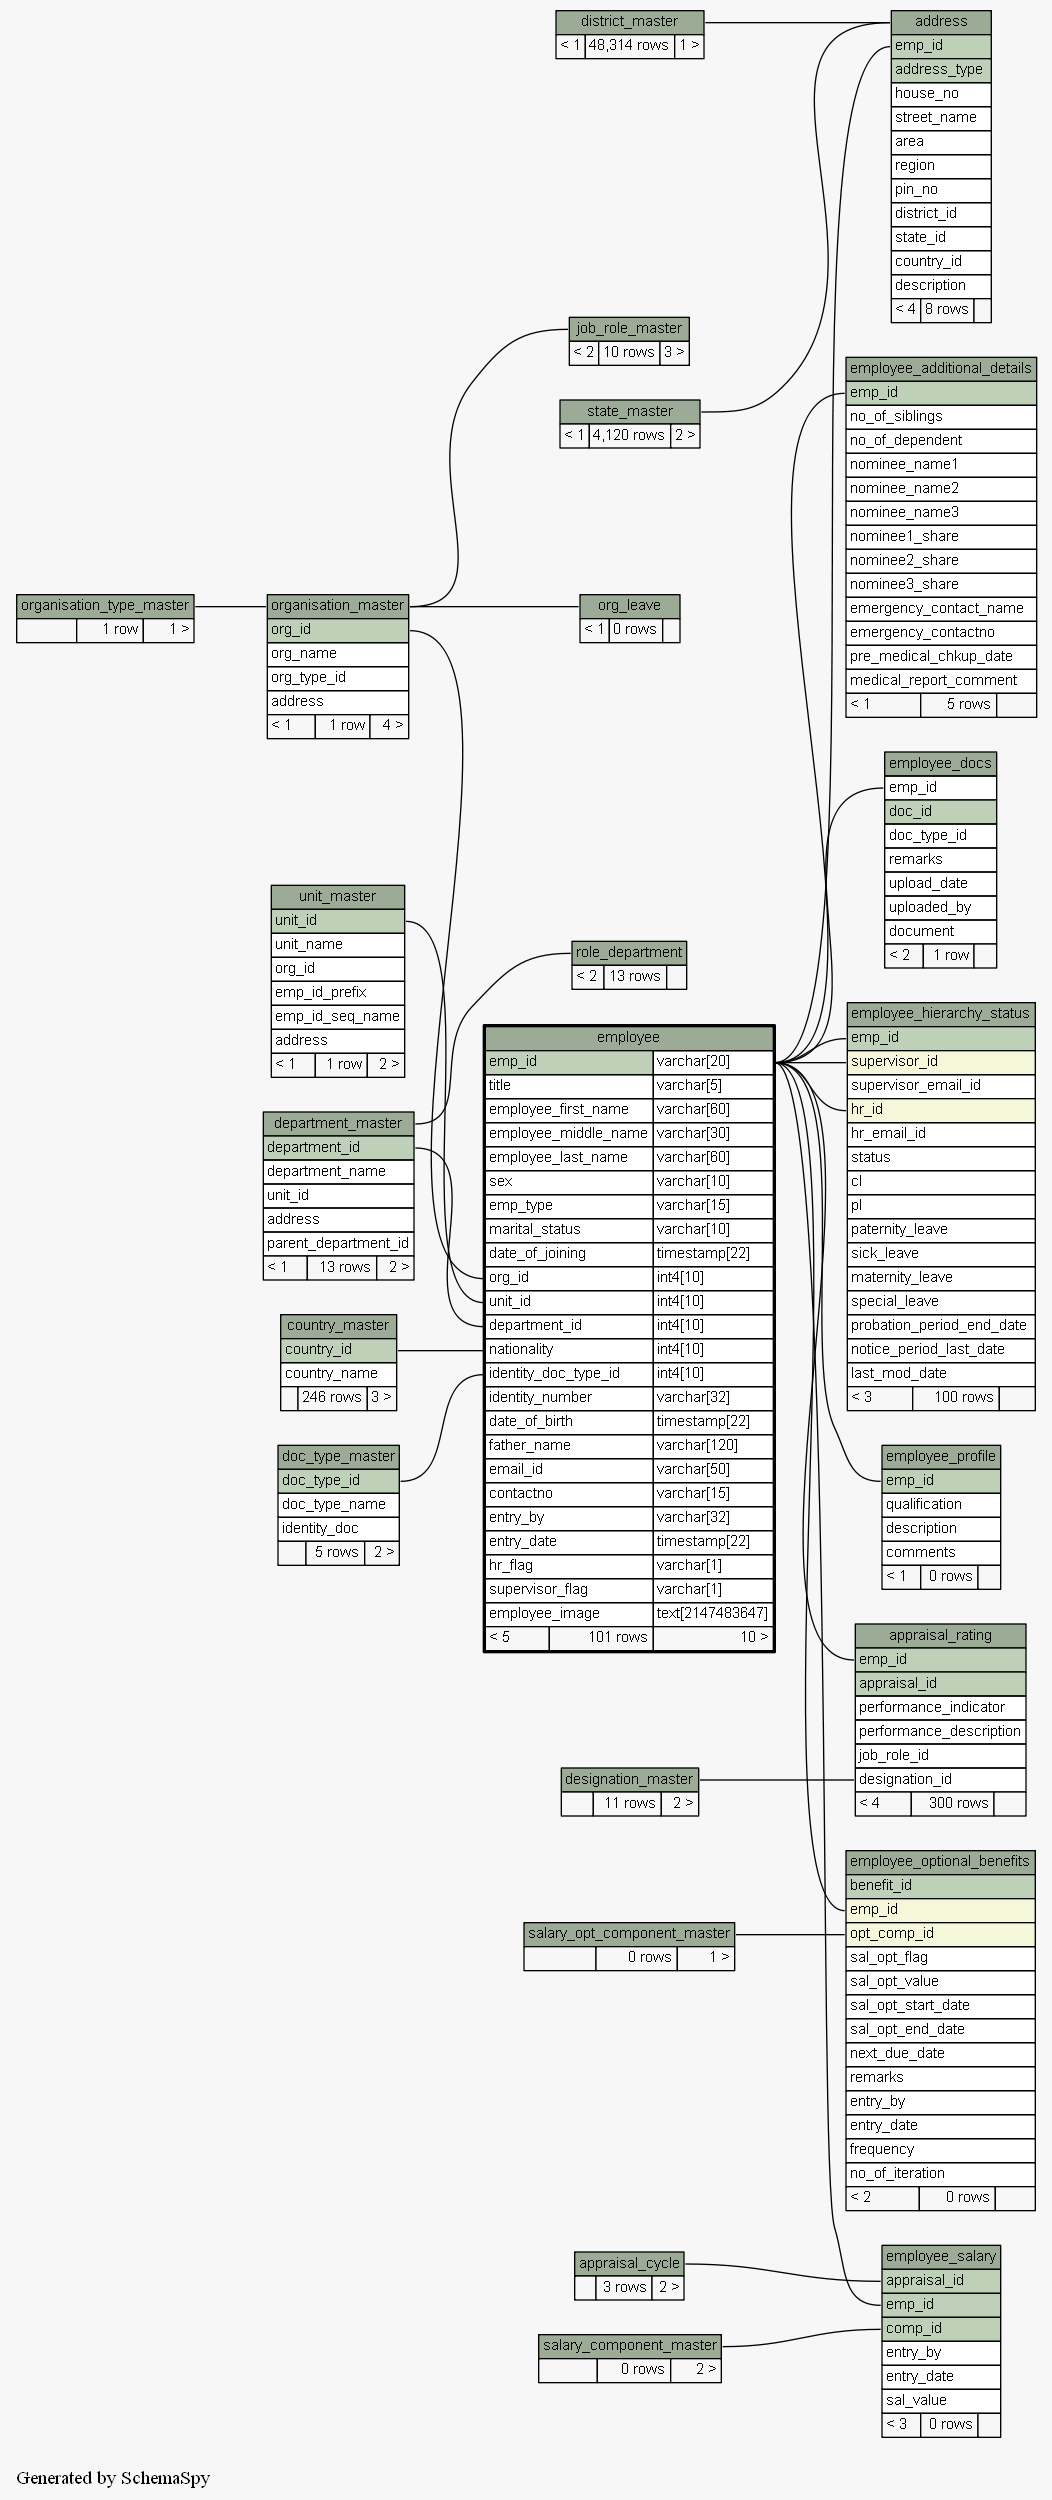 district_master
< 1 48,314 rows 1 >
address
emp_id
address_type
house_no
street_name
area
region
pin_no
district_id
state_id
country_id
description
< 4 8 rows
job_role_master
< 2 10 rows 3 >
state_master
< 1 4,120 rows 2 >
employee_additional_details
emp_id
no_of_siblings
no_of_dependent
nominee_name1
nominee_name2
nominee_name3
nominee1_share
nominee2_share
nominee3_share
emergency_contact_name
emergency_contactno
pre_medical_chkup_date
medical_report_comment
< 1 5 rows
organisation_type_master
1 row 1 >
organisation_master
org_id
org_name
org_type_id
address
< 1 1 row 4 >
org_leave
< 1 0 rows
employee_docs
emp_id
doc_id
doc_type_id
remarks
upload_date
uploaded_by
document
< 2 1 row
unit_master
unit_id
unit_name
org_id
emp_id_prefix
emp_id_seq_name
address
< 1 1 row 2 >
role_department
< 2 13 rows
department_master
department_id
department_name
unit_id
address
parent_department_id
< 1 13 rows 2 >
country_master
country_id
country_name
246 rows 3 >
doc_type_master
doc_type_id
doc_type_name
identity_doc
5 rows 2 >
employee
emp_id varchar[20]
title varchar[5]
employee_first_name varchar[60]
employee_middle_name varchar[30]
employee_last_name varchar[60]
sex varchar[10]
emp_type varchar[15]
marital_status varchar[10]
date_of_joining timestamp[22]
org_id int4[10]
unit_id int4[10]
department_id int4[10]
nationality int4[10]
identity_doc_type_id int4[10]
identity_number varchar[32]
date_of_birth timestamp[22]
father_name varchar[120]
email_id varchar[50]
contactno varchar[15]
entry_by varchar[32]
entry_date timestamp[22]
hr_flag varchar[1]
supervisor_flag varchar[1]
employee_image text[2147483647]
< 5 101 rows 10 >
employee_hierarchy_status
emp_id
supervisor_id
supervisor_email_id
hr_id
hr_email_id
status
cl
pl
paternity_leave
sick_leave
maternity_leave
special_leave
probation_period_end_date
notice_period_last_date
last_mod_date
< 3 100 rows
employee_profile
emp_id
qualification
description
comments
< 1 0 rows
appraisal_rating
emp_id
appraisal_id
performance_indicator
performance_description
job_role_id
designation_id
< 4 300 rows
designation_master
11 rows 2 >
employee_optional_benefits
benefit_id
emp_id
opt_comp_id
sal_opt_flag
sal_opt_value
sal_opt_start_date
sal_opt_end_date
next_due_date
remarks
entry_by
entry_date
frequency
no_of_iteration
< 2 0 rows
salary_opt_component_master
0 rows 1 >
appraisal_cycle
3 rows 2 >
salary_component_master
0 rows 2 >
employee_salary
appraisal_id
emp_id
comp_id
entry_by
entry_date
sal_value
< 3 0 rows
Generated by SchemaSpy